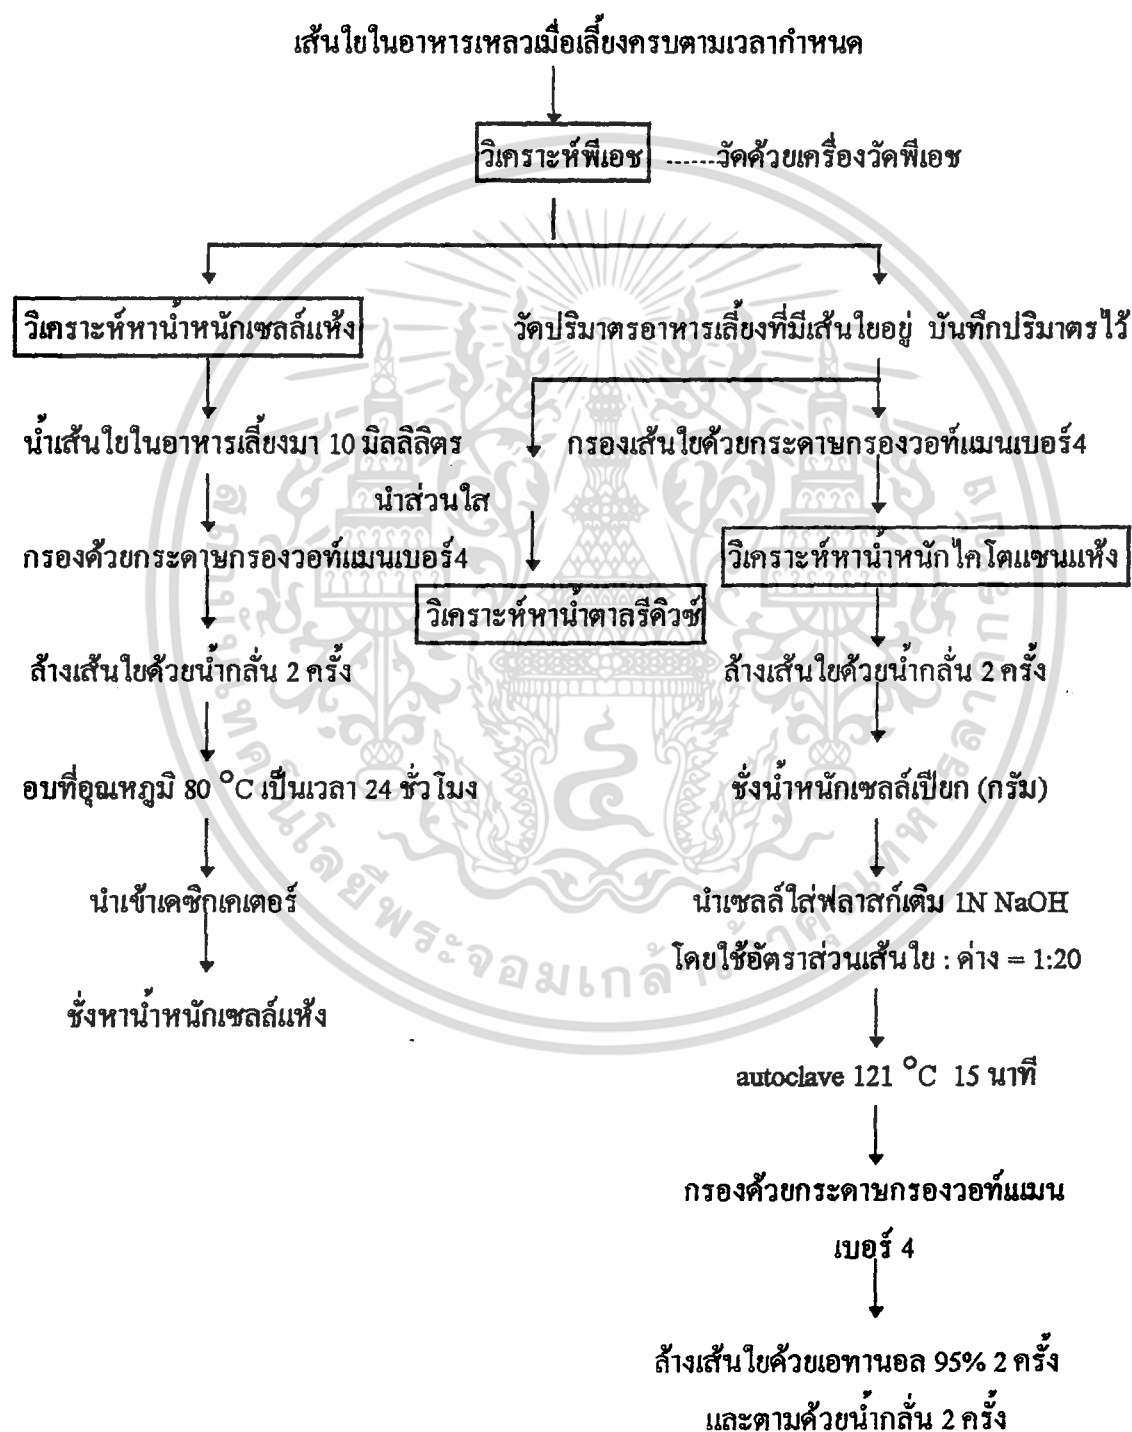 เส้นใยในอาหารเหลวเมื่อเลี้ยงครบตามเวลากำหนด
วิเคราะห์พีเอช ......วัดด้วยเครื่องวัดพีเอช
วิเคราะห์หาน้ำหนักเซลล์แห้ง
วัดปริมาตรอาหารเลี้ยงที่มีเส้นใยอยู่ บันทึกปริมาตรไว้
นำเส้นใยในอาหารเลี้ยงมา 10 มิลลิลิตร
กรองเส้นใยด้วยกระดาษกรองวอท์แมนเบอร์4
นำส่วนใส
กรองด้วยกระดาษกรองวอท์แมนเบอร์4
วิเคราะห์หาน้ำหนักไคโตแซนแห้ง
วิเคราะห์หาน้ำตาลรีดิวซ์
ล้างเส้นใยด้วยน้ำกลั่น 2 ครั้ง
ล้างเส้นใยด้วยน้ำกลั่น 2 ครั้ง
อบที่อุณหภูมิ 80 °C เป็นเวลา 24 ชั่วโมง
ชั่งน้ำหนักเซลล์เปียก (กรัม)
นำเข้าเดซิกเคเตอร์
นำเซลล์ใส่ฟลาสก์เติม 1N NaOH
โดยใช้อัตราส่วนเส้นใย : ด่าง = 1:20
ชั่งหาน้ำหนักเซลล์แห้ง
autoclave 121 °C 15 นาที
กรองด้วยกระดาษกรองวอท์แมน
เบอร์ 4
ล้างเส้นใยด้วยเอทานอล 95% 2 ครั้ง
และตามด้วยน้ำกลั่น 2 ครั้ง